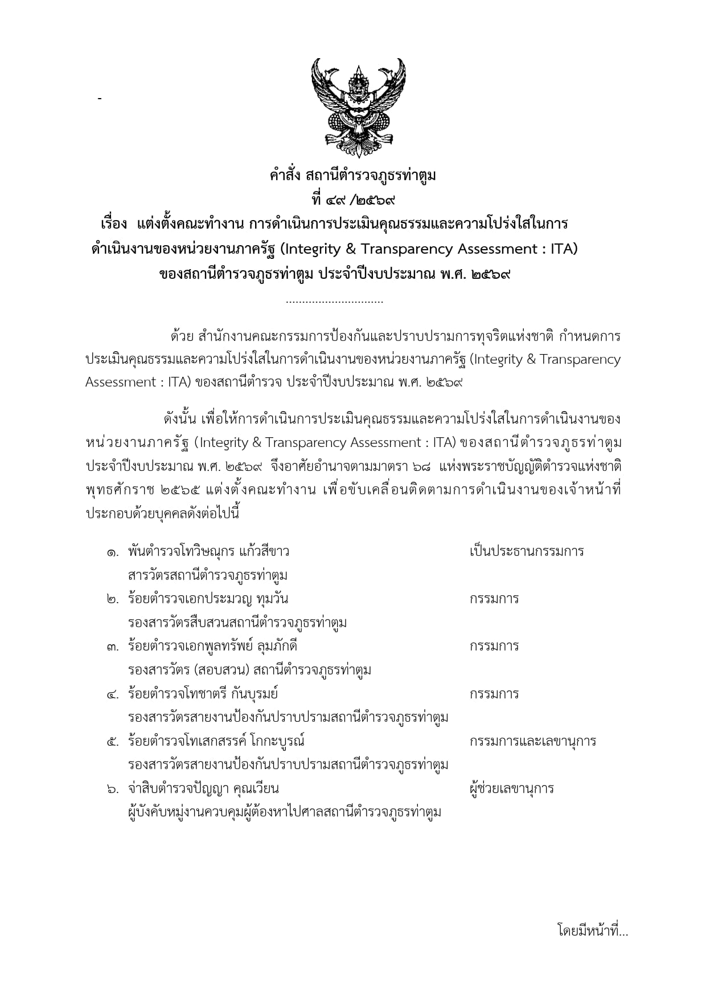 -
คำสั่ง สถานีตำรวจภูธรท่าตูม
ที่ ๔๙ /๒๕๖๙
เรื่อง แต่งตั้งคณะทำงาน การดำเนินการประเมินคุณธรรมและความโปร่งใสในการ
ดำเนินงานของหน่วยงานภาครัฐ (Integrity & Transparency Assessment : ITA)
ของสถานีตำรวจภูธรท่าตูม ประจำปีงบประมาณ พ.ศ. ๒๕๖๙
..............................
ด้วย สำนักงานคณะกรรมการป้องกันและปราบปรามการทุจริตแห่งชาติ กำหนดการ
ประเมินคุณธรรมและความโปร่งใสในการดำเนินงานของหน่วยงานภาครัฐ (Integrity & Transparency
Assessment : ITA) ของสถานีตำรวจ ประจำปีงบประมาณ พ.ศ. ๒๕๖๙
ดังนั้น เพื่อให้การดำเนินการประเมินคุณธรรมและความโปร่งใสในการดำเนินงานของ
หน่วยงานภาครัฐ (Integrity & Transparency Assessment : ITA) ของสถานีตำรวจภูธรท่าตูม
ประจำปีงบประมาณ พ.ศ. ๒๕๖๙ จึงอาศัยอำนาจตามมาตรา ๖๘ แห่งพระราชบัญญัติตำรวจแห่งชาติ
พุทธศักราช ๒๕๖๕ แต่งตั้งคณะทำงาน เพื่อขับเคลื่อนติดตามการดำเนินงานของเจ้าหน้าที่
ประกอบด้วยบุคคลดังต่อไปนี้
๑. พันตำรวจโทวิษณุกร แก้วสีขาว เป็นประธานกรรมการ
สารวัตรสถานีตำรวจภูธรท่าตูม
๒. ร้อยตำรวจเอกประมวญ ทุมวัน กรรมการ
รองสารวัตรสืบสวนสถานีตำรวจภูธรท่าตูม
๓. ร้อยตำรวจเอกพูลทรัพย์ ลุมภักดี กรรมการ
รองสารวัตร (สอบสวน) สถานีตำรวจภูธรท่าตูม
๔. ร้อยตำรวจโทชาตรี กันบุรมย์ กรรมการ
รองสารวัตรสายงานป้องกันปราบปรามสถานีตำรวจภูธรท่าตูม
๕. ร้อยตำรวจโทเสกสรรค์ โกกะบูรณ์ กรรมการและเลขานุการ
รองสารวัตรสายงานป้องกันปราบปรามสถานีตำรวจภูธรท่าตูม
๖. จ่าสิบตำรวจปัญญา คุณเวียน ผู้ช่วยเลขานุการ
ผู้บังคับหมู่งานควบคุมผู้ต้องหาไปศาลสถานีตำรวจภูธรท่าตูม
โดยมีหน้าที่...